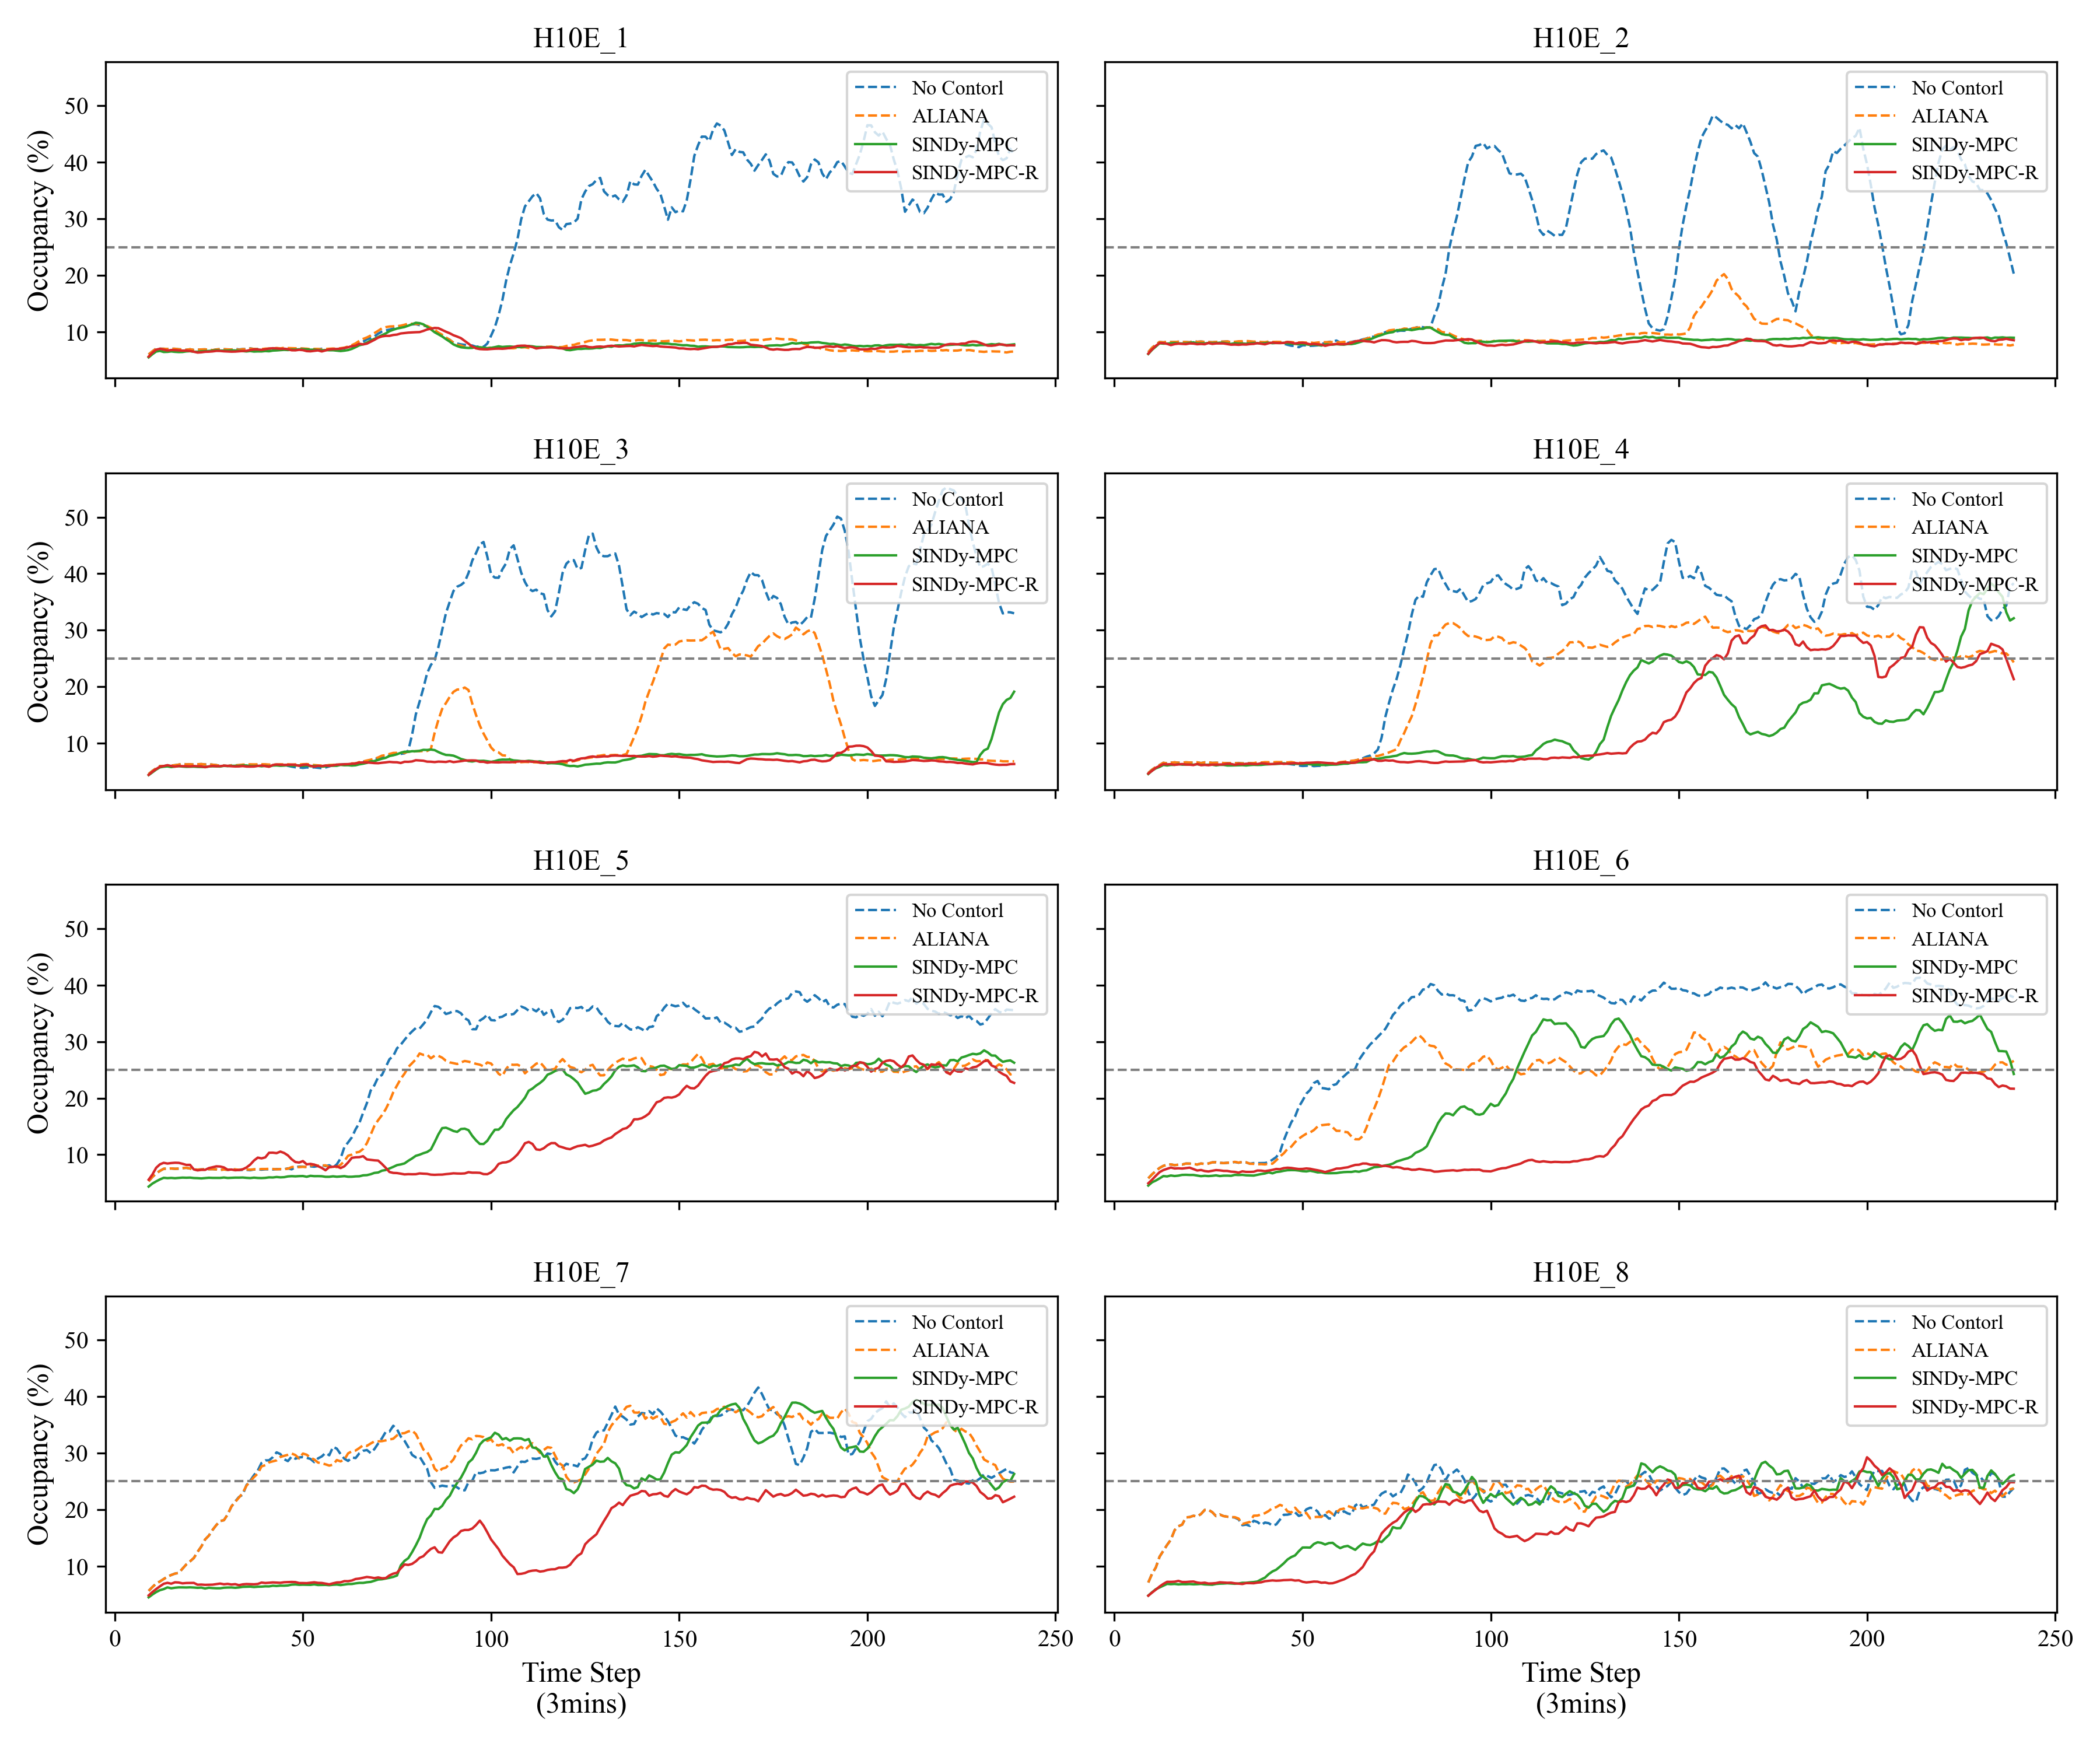 H10E_1
Occupancy (%)
50
40
30
20
10
No Contorl
ALIANA
SINDy-MPC
SINDy-MPC-R
H10E_2
No Contorl
ALIANA
SINDy-MPC
SINDy-MPC-R
H10E_3
Occupancy (%)
50
40
30
20
10
No Contorl
ALIANA
SINDy-MPC
SINDy-MPC-R
H10E_4
No Contorl
ALIANA
SINDy-MPC
SINDy-MPC-R
H10E_5
Occupancy (%)
50
40
30
20
10
No Contorl
ALIANA
SINDy-MPC
SINDy-MPC-R
H10E_6
No Contorl
ALIANA
SINDy-MPC
SINDy-MPC-R
H10E_7
Occupancy (%)
50
40
30
20
10
No Contorl
ALIANA
SINDy-MPC
SINDy-MPC-R
0 50 100 150 200 250
Time Step
(3mins)
H10E_8
No Contorl
ALIANA
SINDy-MPC
SINDy-MPC-R
0 50 100 150 200 250
Time Step
(3mins)